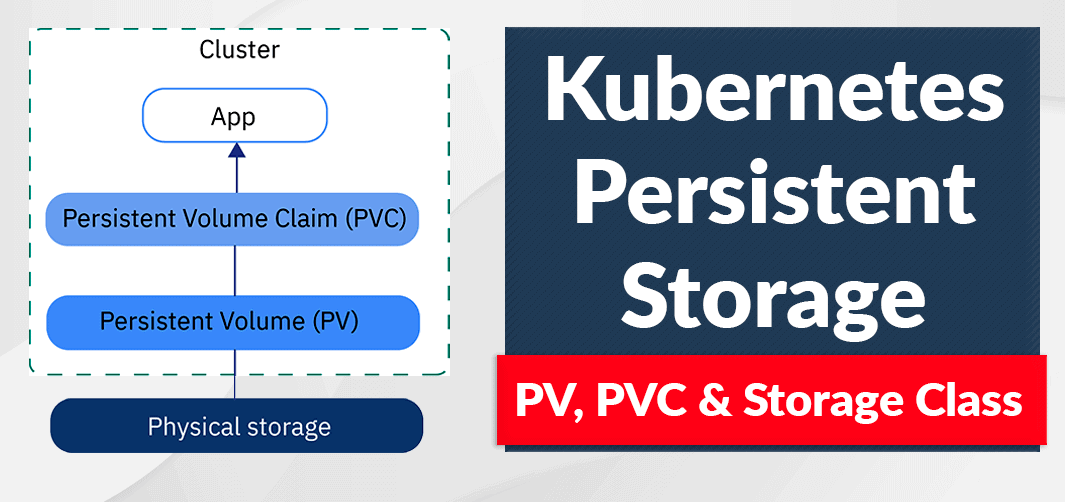 Cluster
App
Persistent Volume Claim (PVC)
Persistent Volume (PV)
Physical storage
Kubernetes
Persistent
Storage
PV, PVC & Storage Class